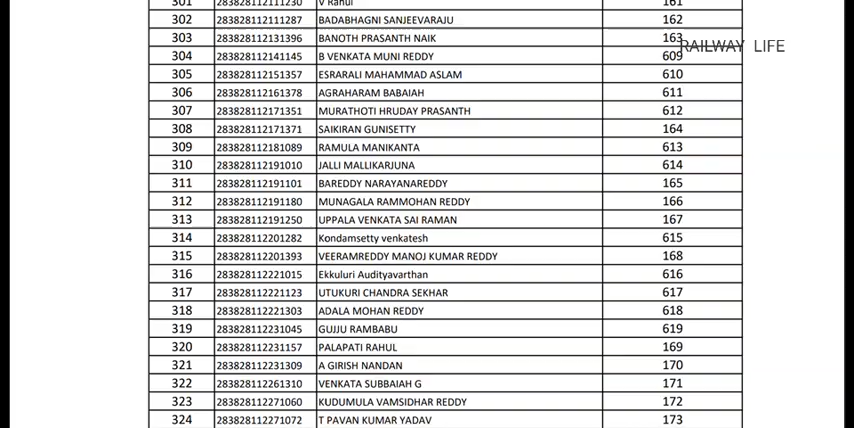 301 283828112111230 V Rahul 161
302 283828112111287 BADABHAGNI SANJEEVARAJU 162
303 283828112131396 BANOTH PRASANTH NAIK 163
RAILWAY LIFE
304 283828112141145 B VENKATA MUNI REDDY 609
305 283828112151357 ESRARALI MAHAMMAD ASLAM 610
306 283828112161378 AGRAHARAM BABAIAH 611
307 283828112171351 MURATHOTI HRUDAY PRASANTH 612
308 283828112171371 SAIKIRAN GUNISETTY 164
309 283828112181089 RAMULA MANIKANTA 613
310 283828112191010 JALLI MALLIKARJUNA 614
311 283828112191101 BAREDDY NARAYANAREDDY 165
312 283828112191180 MUNAGALA RAMMOHAN REDDY 166
313 283828112191250 UPPALA VENKATA SAI RAMAN 167
314 283828112201282 Kondamsetty venkatesh 615
315 283828112201393 VEERAMREDDY MANOJ KUMAR REDDY 168
316 283828112221015 Ekkuluri Audityavarthan 616
317 283828112221123 UTUKURI CHANDRA SEKHAR 617
318 283828112221303 ADALA MOHAN REDDY 618
319 283828112231045 GUJJU RAMBABU 619
320 283828112231157 PALAPATI RAHUL 169
321 283828112231309 A GIRISH NANDAN 170
322 283828112261310 VENKATA SUBBAIAH G 171
323 283828112271060 KUDUMULA VAMSIDHAR REDDY 172
324 283828112271072 T PAVAN KUMAR YADAV 173